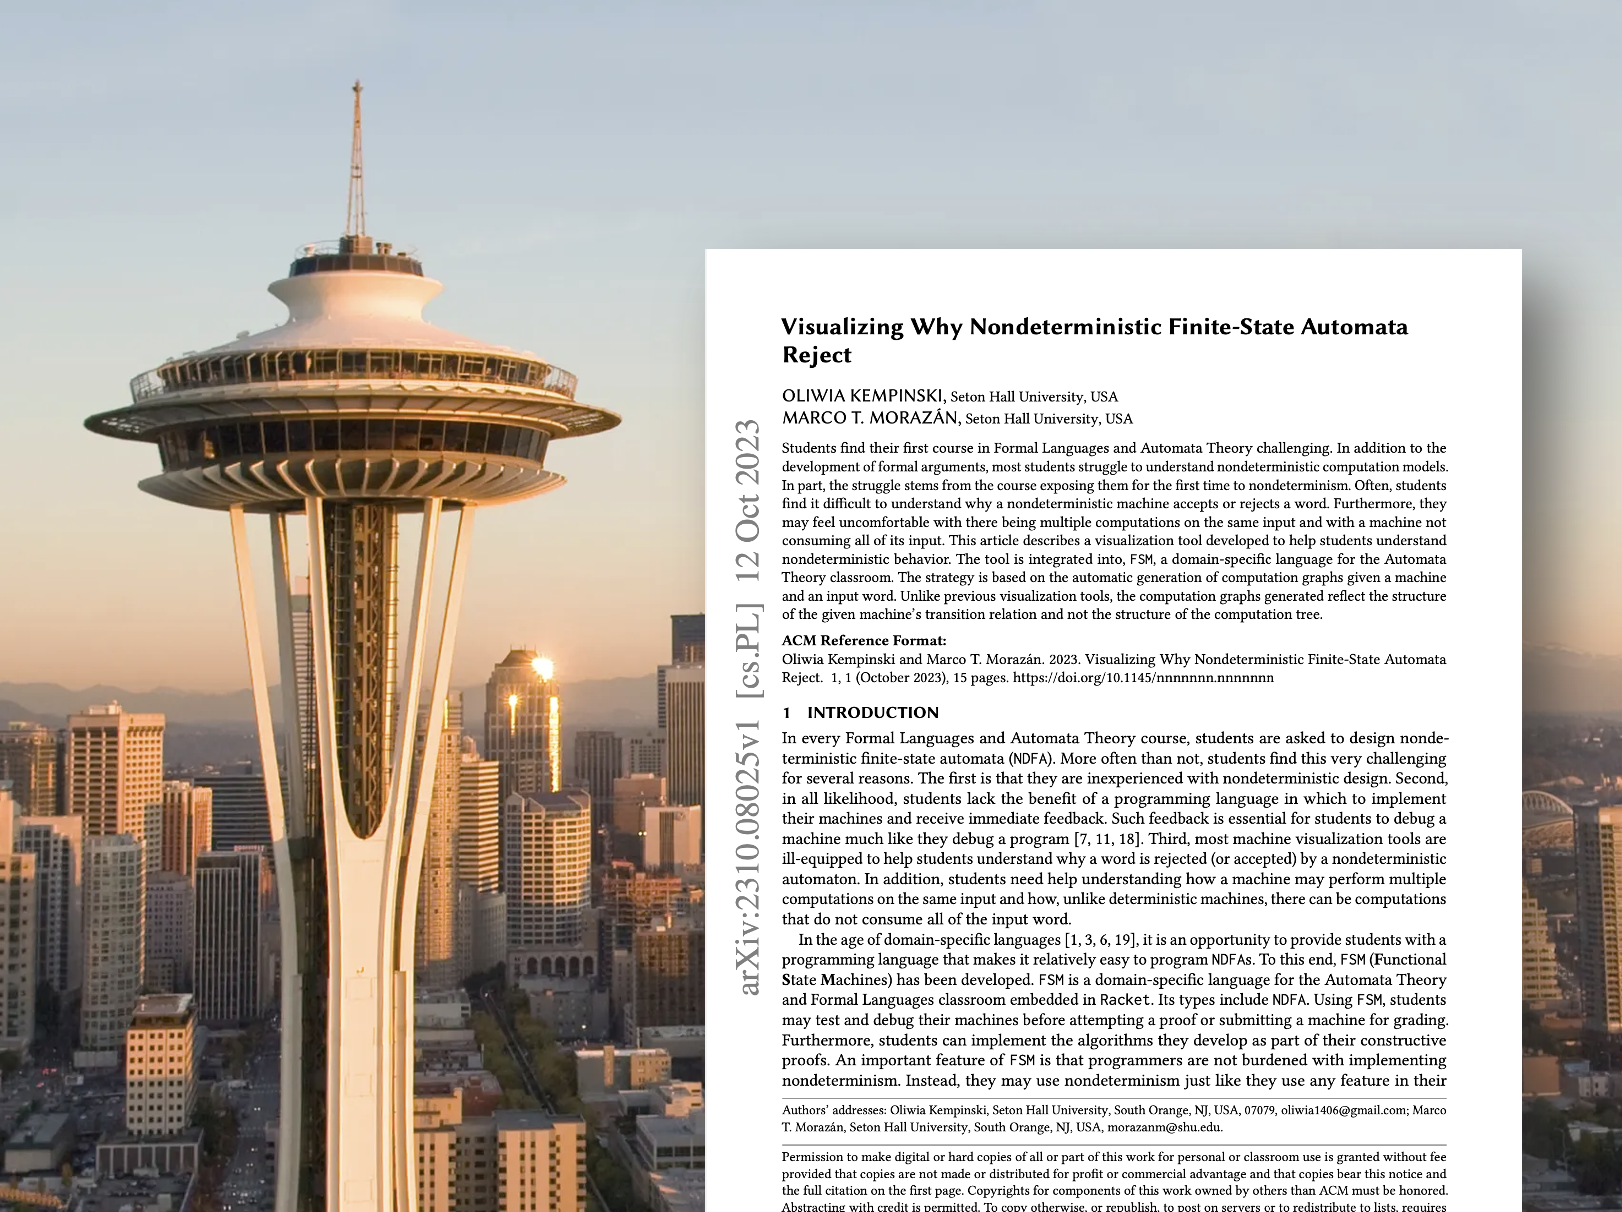 Visualizing Why Nondeterministic Finite-State Automata
Reject
OLIWIA KEMPINSKI, Seton Hall University, USA
MARCO T. MORAZÁN, Seton Hall University, USA
Students find their first course in Formal Languages and Automata Theory challenging. In addition to the
development of formal arguments, most students struggle to understand nondeterministic computation models.
In part, the struggle stems from the course exposing them for the first time to nondeterminism. Often, students
find it difficult to understand why a nondeterministic machine accepts or rejects a word. Furthermore, they
may feel uncomfortable with there being multiple computations on the same input and with a machine not
consuming all of its input. This article describes a visualization tool developed to help students understand
nondeterministic behavior. The tool is integrated into, FSM, a domain-specific language for the Automata
Theory classroom. The strategy is based on the automatic generation of computation graphs given a machine
and an input word. Unlike previous visualization tools, the computation graphs generated reflect the structure
of the given machine's transition relation and not the structure of the computation tree.
ACM Reference Format:
Oliwia Kempinski and Marco T. Morazán. 2023. Visualizing Why Nondeterministic Finite-State Automata
Reject. 1, 1 (October 2023), 15 pages. https://doi.org/10.1145/nnnnnnn.nnnnnnn
1 INTRODUCTION
In every Formal Languages and Automata Theory course, students are asked to design nonde-
terministic finite-state automata (NDFA). More often than not, students find this very challenging
for several reasons. The first is that they are inexperienced with nondeterministic design. Second,
in all likelihood, students lack the benefit of a programming language in which to implement
their machines and receive immediate feedback. Such feedback is essential for students to debug a
machine much like they debug a program [7, 11, 18]. Third, most machine visualization tools are
ill-equipped to help students understand why a word is rejected (or accepted) by a nondeterministic
automaton. In addition, students need help understanding how a machine may perform multiple
computations on the same input and how, unlike deterministic machines, there can be computations
that do not consume all of the input word.
In the age of domain-specific languages [1, 3, 6, 19], it is an opportunity to provide students with a
programming language that makes it relatively easy to program NDFAs. To this end, FSM (Functional
State Machines) has been developed. FSM is a domain-specific language for the Automata Theory
and Formal Languages classroom embedded in Racket. Its types include NDFA. Using FSM, students
may test and debug their machines before attempting a proof or submitting a machine for grading.
Furthermore, students can implement the algorithms they develop as part of their constructive
proofs. An important feature of FSM is that programmers are not burdened with implementing
nondeterminism. Instead, they may use nondeterminism just like they use any feature in their
Authors' addresses: Oliwia Kempinski, Seton Hall University, South Orange, NJ, USA, 07079, oliwia1406@gmail.com; Marco
T. Morazán, Seton Hall University, South Orange, NJ, USA, morazanm@shu.edu.
Permission to make digital or hard copies of all or part of this work for personal or classroom use is granted without fee
provided that copies are not made or distributed for profit or commercial advantage and that copies bear this notice and
the full citation on the first page. Copyrights for components of this work owned by others than ACM must be honored.
Abstracting with credit is permitted. To copy otherwise, or republish, to post on servers or to redistribute to lists, requires
arXiv:2310.08025v1 [cs.PL] 12 Oct 2023